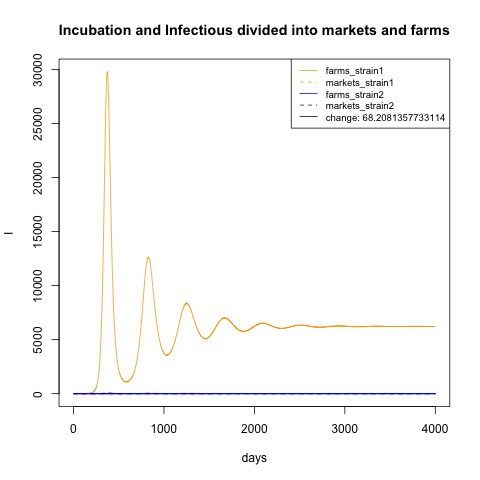 Incubation and Infectious divided into markets and farms
farms_strain1
markets_strain1
farms_strain2
markets_strain2
change: 68.2081357733114
30000
25000
20000
15000
10000
5000
0
I
0 1000 2000 3000 4000
days